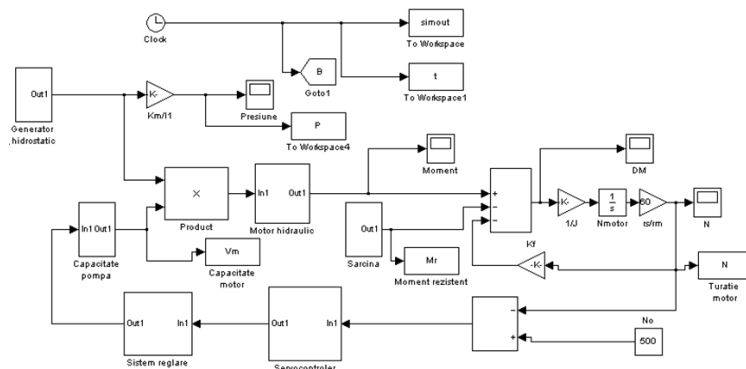 Clock
simout
To Workspace
B
Goto1
t
To Workspace1
Out1
Generator
hidrostatic
K-
Km/l1
Presiune
P
To Workspace4
×
Product
In1 Out1
Motor hidraulic
Moment
+
−
−
DM
K-
1/J
1
s
Nmotor
60
rs/rm
N
In1 Out1
Capacitate
pompa
Vm
Capacitate
motor
Out1
Sarcina
Mr
Moment rezistent
Kf
-K-
N
Turatie
motor
Out1 In1
Sistem reglare
Out1 In1
Servocontroler
−
+
No
500